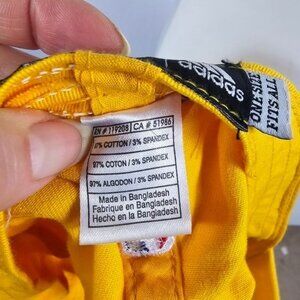 RN # 119208 CA # 51986
97% COTTON / 3% SPANDEX
97% COTON / 3% SPANDEX
97% ALGODON / 3% SPANDEX
Made in Bangladesh
Fabrique en Bangladesh
Hecho en la Bangladesh
adidas
ONE SIZE
FITS ALL